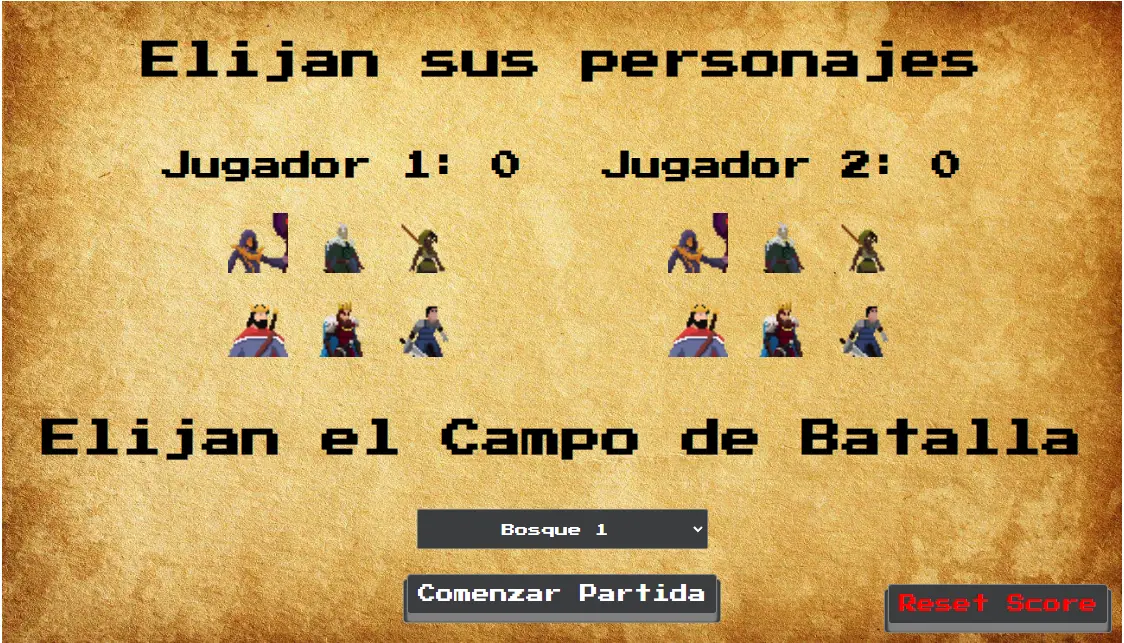 Elijan sus personajes
Jugador 1: 0
Jugador 2: 0
Elijan el Campo de Batalla
Bosque 1
Comenzar Partida
Reset Score